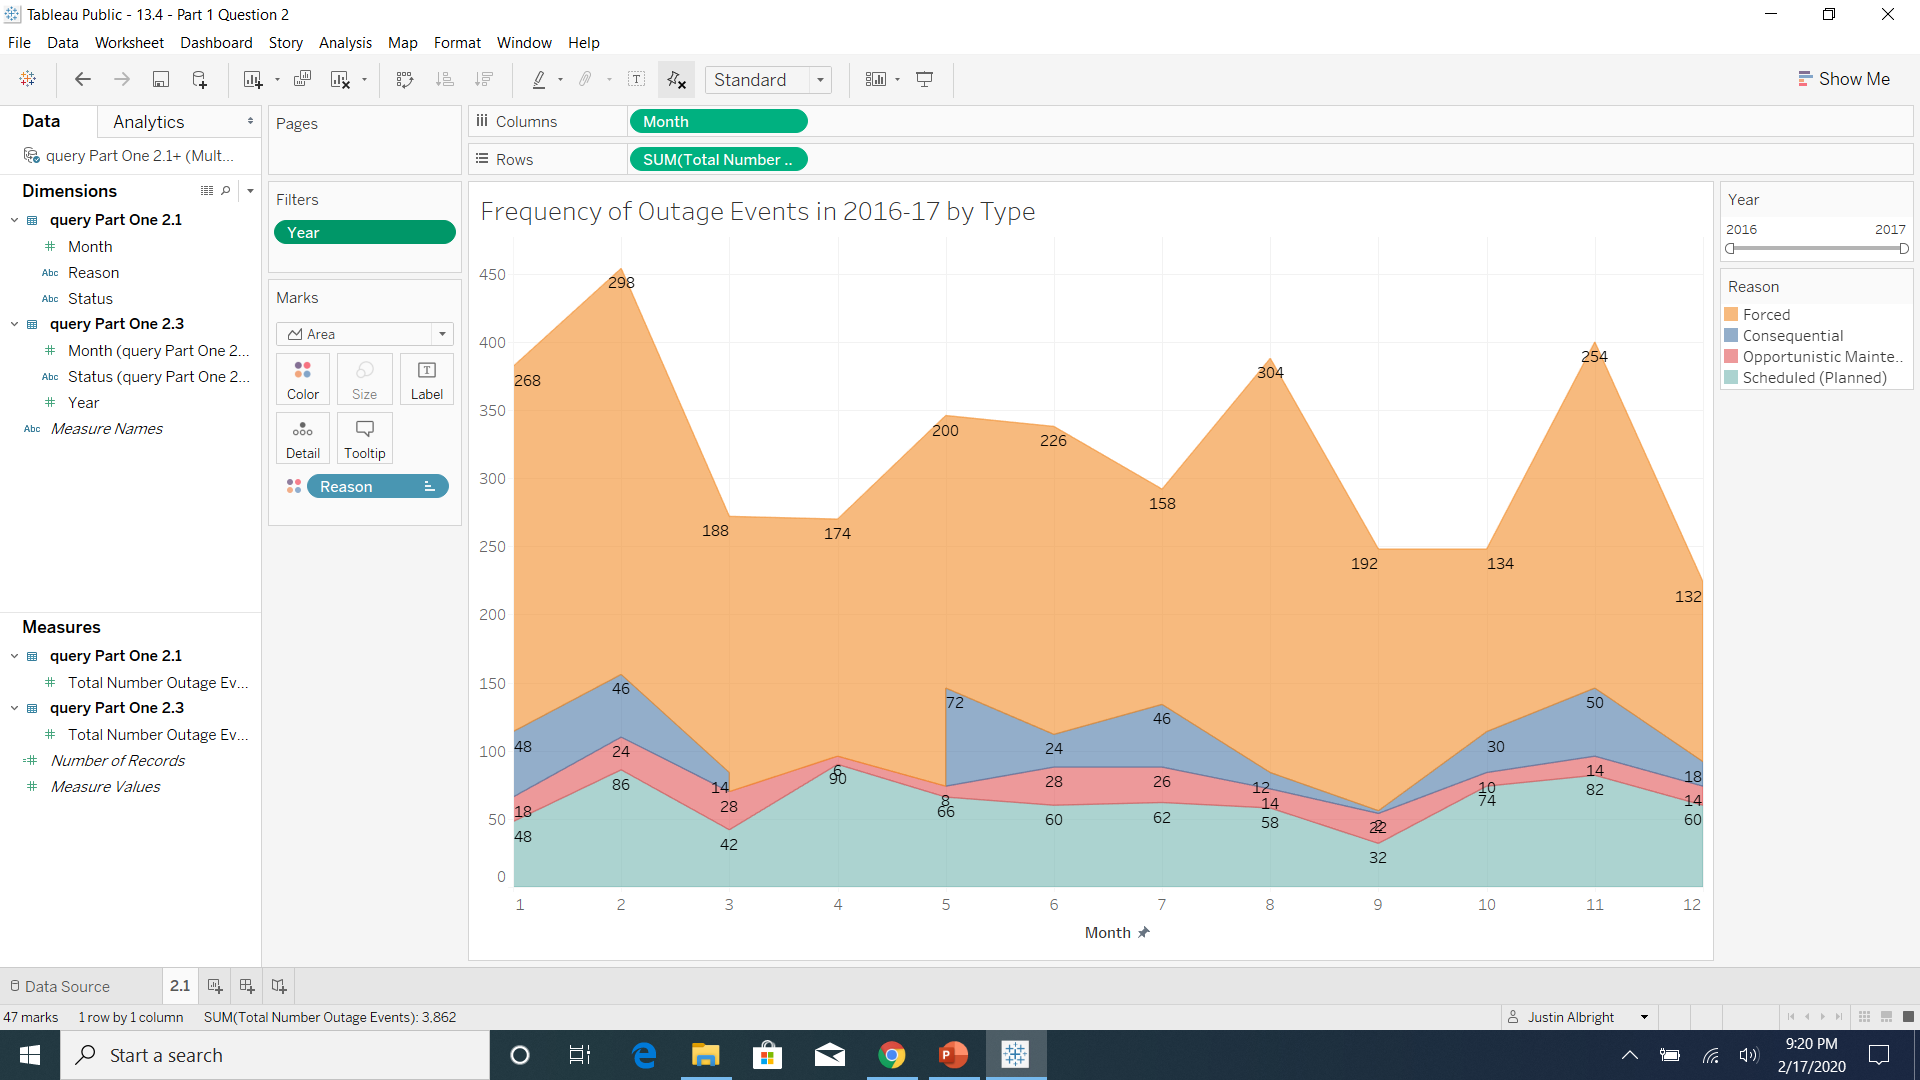 Tableau Public - 13.4 - Part 1 Question 2
File Data Worksheet Dashboard Story Analysis Map Format Window Help
Standard
Show Me
Data Analytics
query Part One 2.1+ (Mult...
Dimensions
query Part One 2.1
Month
Abc Reason
Abc Status
query Part One 2.3
Month (query Part One 2...
Abc Status (query Part One 2...
Year
Abc Measure Names
Measures
query Part One 2.1
Total Number Outage Ev...
query Part One 2.3
Total Number Outage Ev...
Number of Records
Measure Values
Pages
Filters
Year
Marks
Area
Color Size Label
Detail Tooltip
Reason
Columns Month
Rows SUM(Total Number ..
Frequency of Outage Events in 2016-17 by Type
450
400
350
300
250
200
150
100
50
0
268 298 188 174 200 226 158 304 192 134 254 132
48 46 14 72 24 46 12 2 30 50 18
18 24 28 6 8 28 26 14 22 10 14 14
48 86 42 90 66 60 62 58 32 74 82 60
1 2 3 4 5 6 7 8 9 10 11 12
Month
Year
2016 2017
Reason
Forced
Consequential
Opportunistic Mainte..
Scheduled (Planned)
Data Source 2.1
47 marks 1 row by 1 column SUM(Total Number Outage Events): 3,862
Justin Albright
Start a search
9:20 PM
2/17/2020